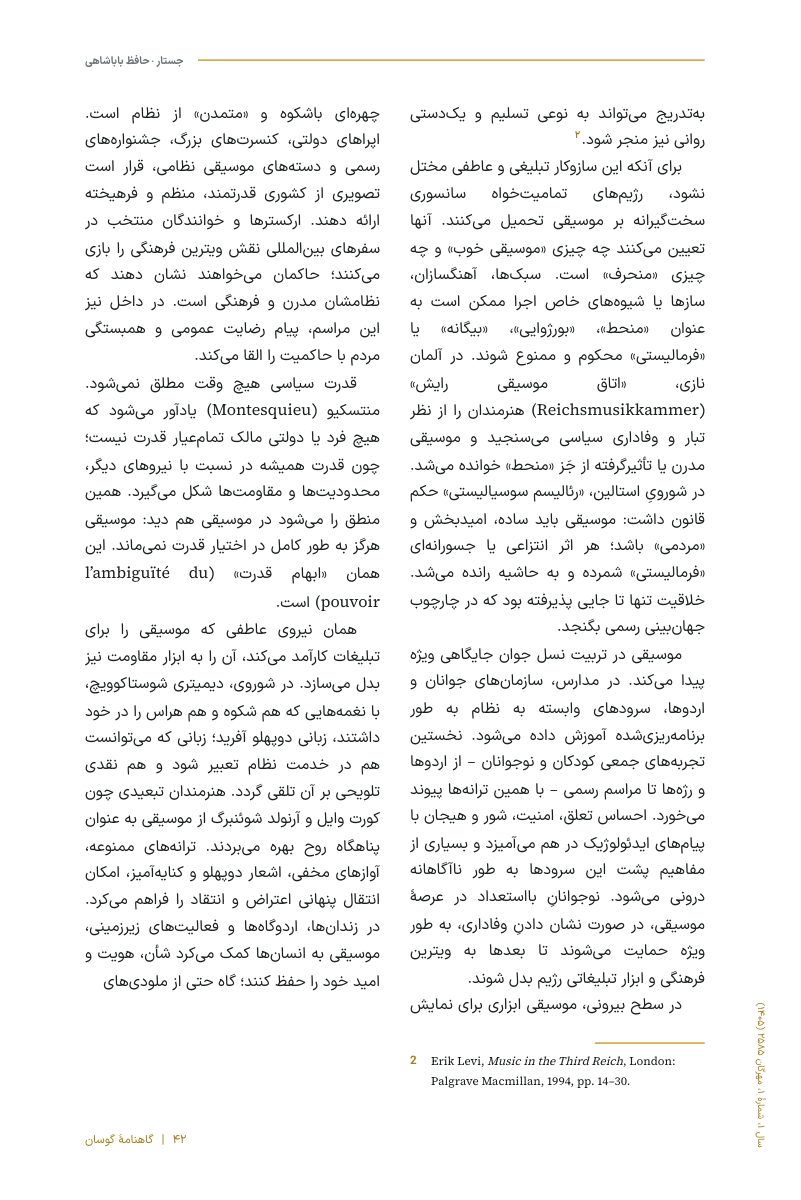 جستار · حافظ باباشاهی
به‌تدریج می‌تواند به نوعی تسلیم و یک‌دستی
روانی نیز منجر شود.۲
برای آنکه این سازوکار تبلیغی و عاطفی مختل
نشود، رژیم‌های تمامیت‌خواه سانسوری
سخت‌گیرانه بر موسیقی تحمیل می‌کنند. آنها
تعیین می‌کنند چه چیزی «موسیقی خوب» و چه
چیزی «منحرف» است. سبک‌ها، آهنگسازان،
سازها یا شیوه‌های خاص اجرا ممکن است به
عنوان «منحط»، «بورژوایی»، «بیگانه» یا
«فرمالیستی» محکوم و ممنوع شوند. در آلمان
نازی، «اتاق موسیقی رایش»
(Reichsmusikkammer) هنرمندان را از نظر
تبار و وفاداری سیاسی می‌سنجید و موسیقی
مدرن یا تأثیرگرفته از جَز «منحط» خوانده می‌شد.
در شورویِ استالین، «رئالیسم سوسیالیستی» حکم
قانون داشت: موسیقی باید ساده، امیدبخش و
«مردمی» باشد؛ هر اثر انتزاعی یا جسورانه‌ای
«فرمالیستی» شمرده و به حاشیه رانده می‌شد.
خلاقیت تنها تا جایی پذیرفته بود که در چارچوب
جهان‌بینی رسمی بگنجد.
موسیقی در تربیت نسل جوان جایگاهی ویژه
پیدا می‌کند. در مدارس، سازمان‌های جوانان و
اردوها، سرودهای وابسته به نظام به طور
برنامه‌ریزی‌شده آموزش داده می‌شود. نخستین
تجربه‌های جمعی کودکان و نوجوانان – از اردوها
و رژه‌ها تا مراسم رسمی – با همین ترانه‌ها پیوند
می‌خورد. احساس تعلق، امنیت، شور و هیجان با
پیام‌های ایدئولوژیک در هم می‌آمیزد و بسیاری از
مفاهیم پشت این سرودها به طور ناآگاهانه
درونی می‌شود. نوجوانانِ بااستعداد در عرصهٔ
موسیقی، در صورت نشان دادنِ وفاداری، به طور
ویژه حمایت می‌شوند تا بعدها به ویترین
فرهنگی و ابزار تبلیغاتی رژیم بدل شوند.
در سطح بیرونی، موسیقی ابزاری برای نمایش
2 Erik Levi, Music in the Third Reich, London:
Palgrave Macmillan, 1994, pp. 14–30.
چهره‌ای باشکوه و «متمدن» از نظام است.
اپراهای دولتی، کنسرت‌های بزرگ، جشنواره‌های
رسمی و دسته‌های موسیقی نظامی، قرار است
تصویری از کشوری قدرتمند، منظم و فرهیخته
ارائه دهند. ارکسترها و خوانندگان منتخب در
سفرهای بین‌المللی نقش ویترین فرهنگی را بازی
می‌کنند؛ حاکمان می‌خواهند نشان دهند که
نظامشان مدرن و فرهنگی است. در داخل نیز
این مراسم، پیام رضایت عمومی و همبستگی
مردم با حاکمیت را القا می‌کند.
قدرت سیاسی هیچ وقت مطلق نمی‌شود.
منتسکیو (Montesquieu) یادآور می‌شود که
هیچ فرد یا دولتی مالک تمام‌عیار قدرت نیست؛
چون قدرت همیشه در نسبت با نیروهای دیگر،
محدودیت‌ها و مقاومت‌ها شکل می‌گیرد. همین
منطق را می‌شود در موسیقی هم دید: موسیقی
هرگز به طور کامل در اختیار قدرت نمی‌ماند. این
همان «ابهام قدرت» (l’ambiguïté du
pouvoir) است.
همان نیروی عاطفی که موسیقی را برای
تبلیغات کارآمد می‌کند، آن را به ابزار مقاومت نیز
بدل می‌سازد. در شوروی، دیمیتری شوستاکوویچ،
با نغمه‌هایی که هم شکوه و هم هراس را در خود
داشتند، زبانی دوپهلو آفرید؛ زبانی که می‌توانست
هم در خدمت نظام تعبیر شود و هم نقدی
تلویحی بر آن تلقی گردد. هنرمندان تبعیدی چون
کورت وایل و آرنولد شوئنبرگ از موسیقی به عنوان
پناهگاه روح بهره می‌بردند. ترانه‌های ممنوعه،
آوازهای مخفی، اشعار دوپهلو و کنایه‌آمیز، امکان
انتقال پنهانی اعتراض و انتقاد را فراهم می‌کرد.
در زندان‌ها، اردوگاه‌ها و فعالیت‌های زیرزمینی،
موسیقی به انسان‌ها کمک می‌کرد شأن، هویت و
امید خود را حفظ کنند؛ گاه حتی از ملودی‌های
سال ۱، شمارهٔ ۱، مهرگان ۲۵۸۵ (۱۴۰۵)
۴۲ | گاهنامهٔ گوسان